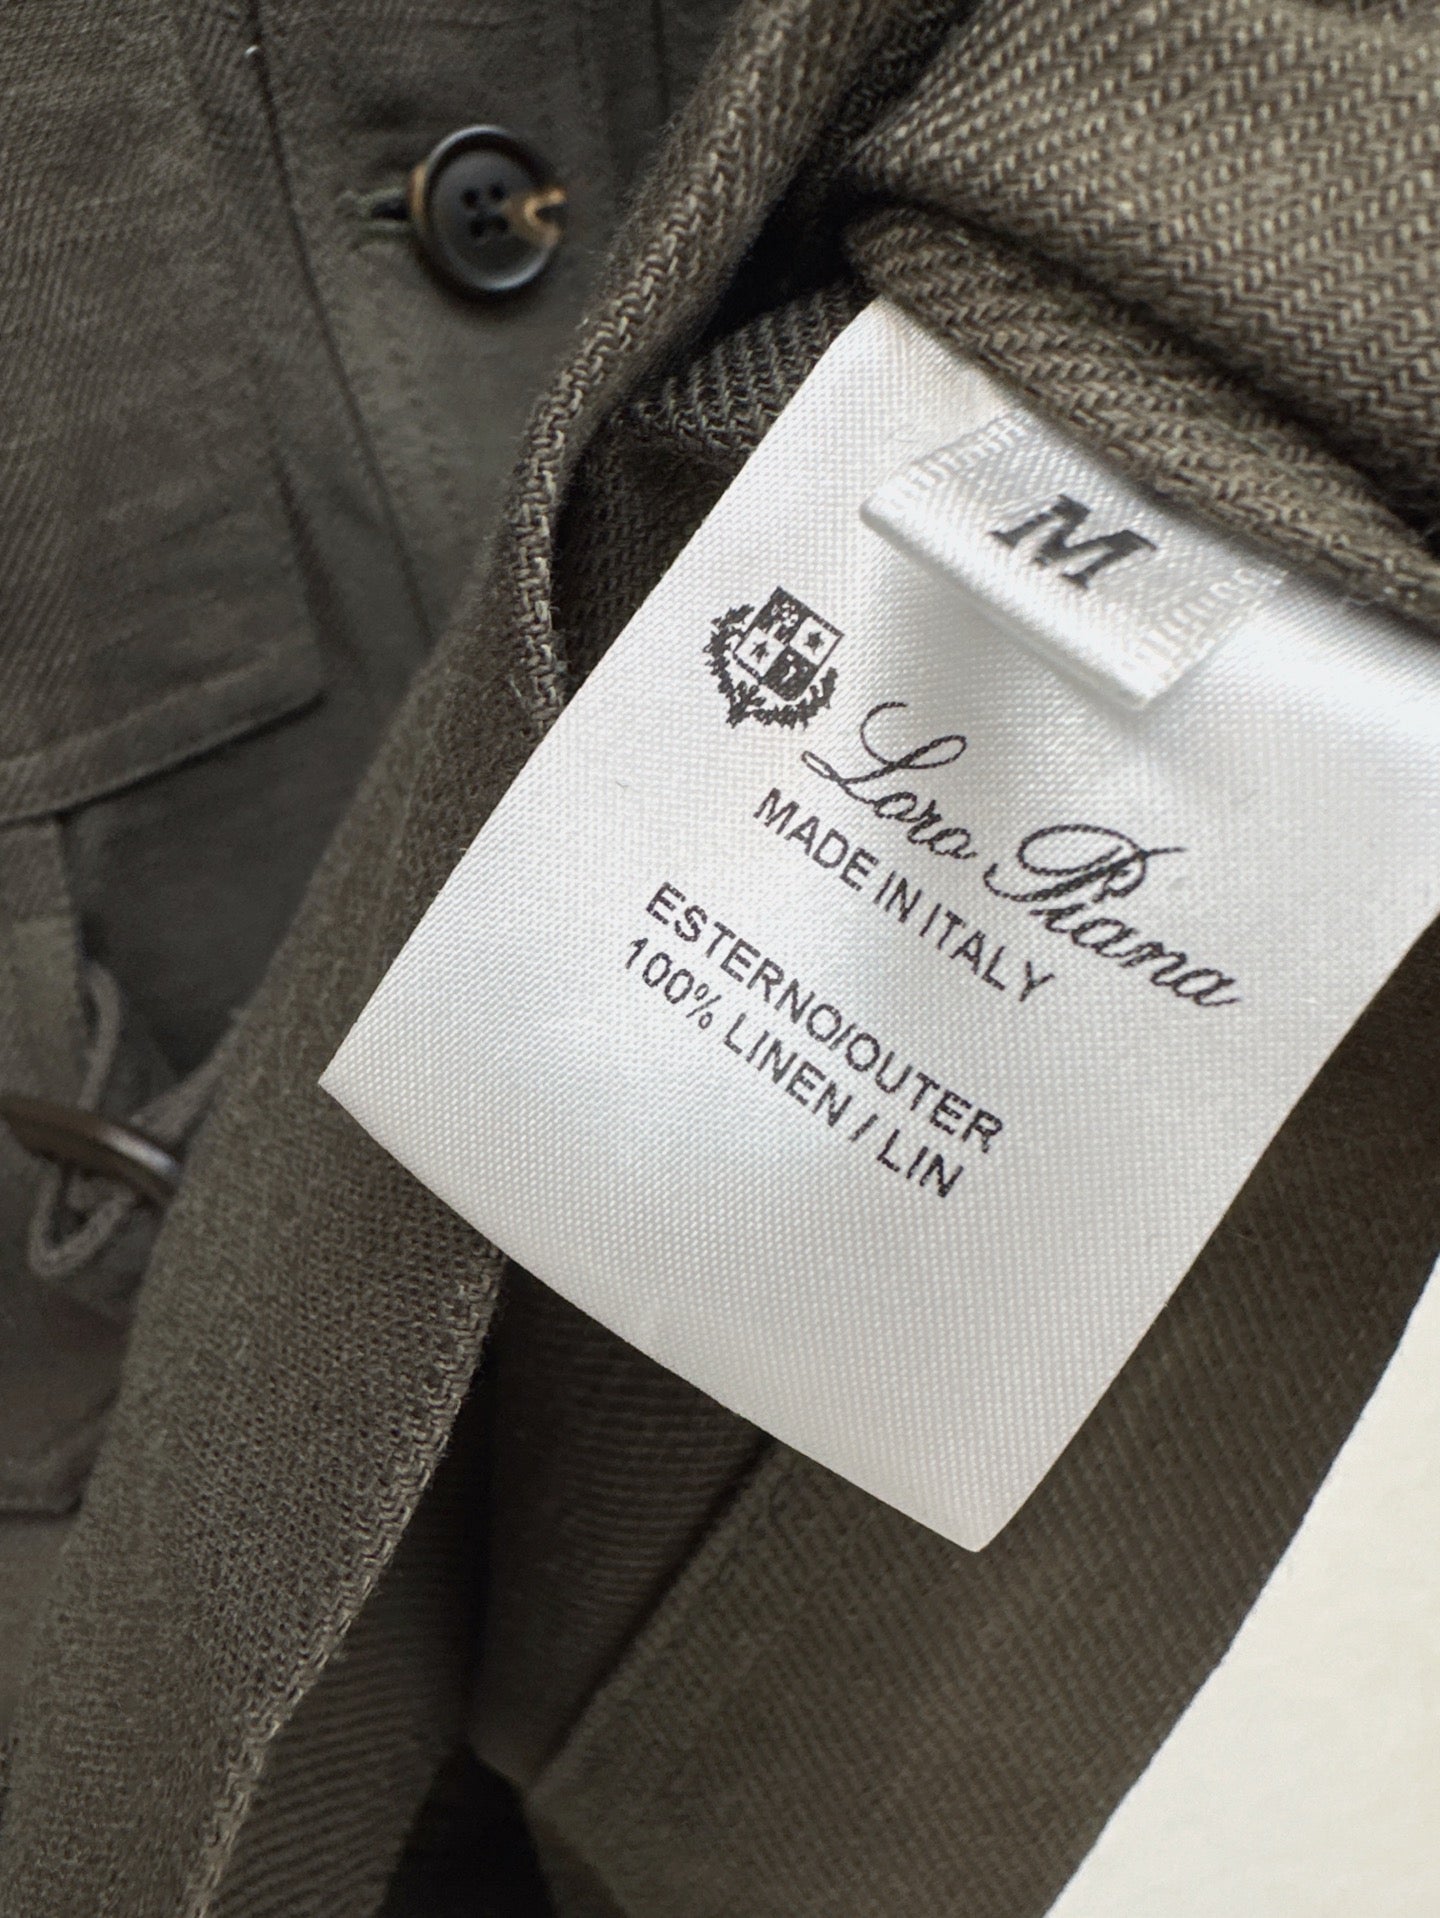 M
Loro Piana
MADE IN ITALY
ESTERNO/OUTER
100% LINEN / LIN